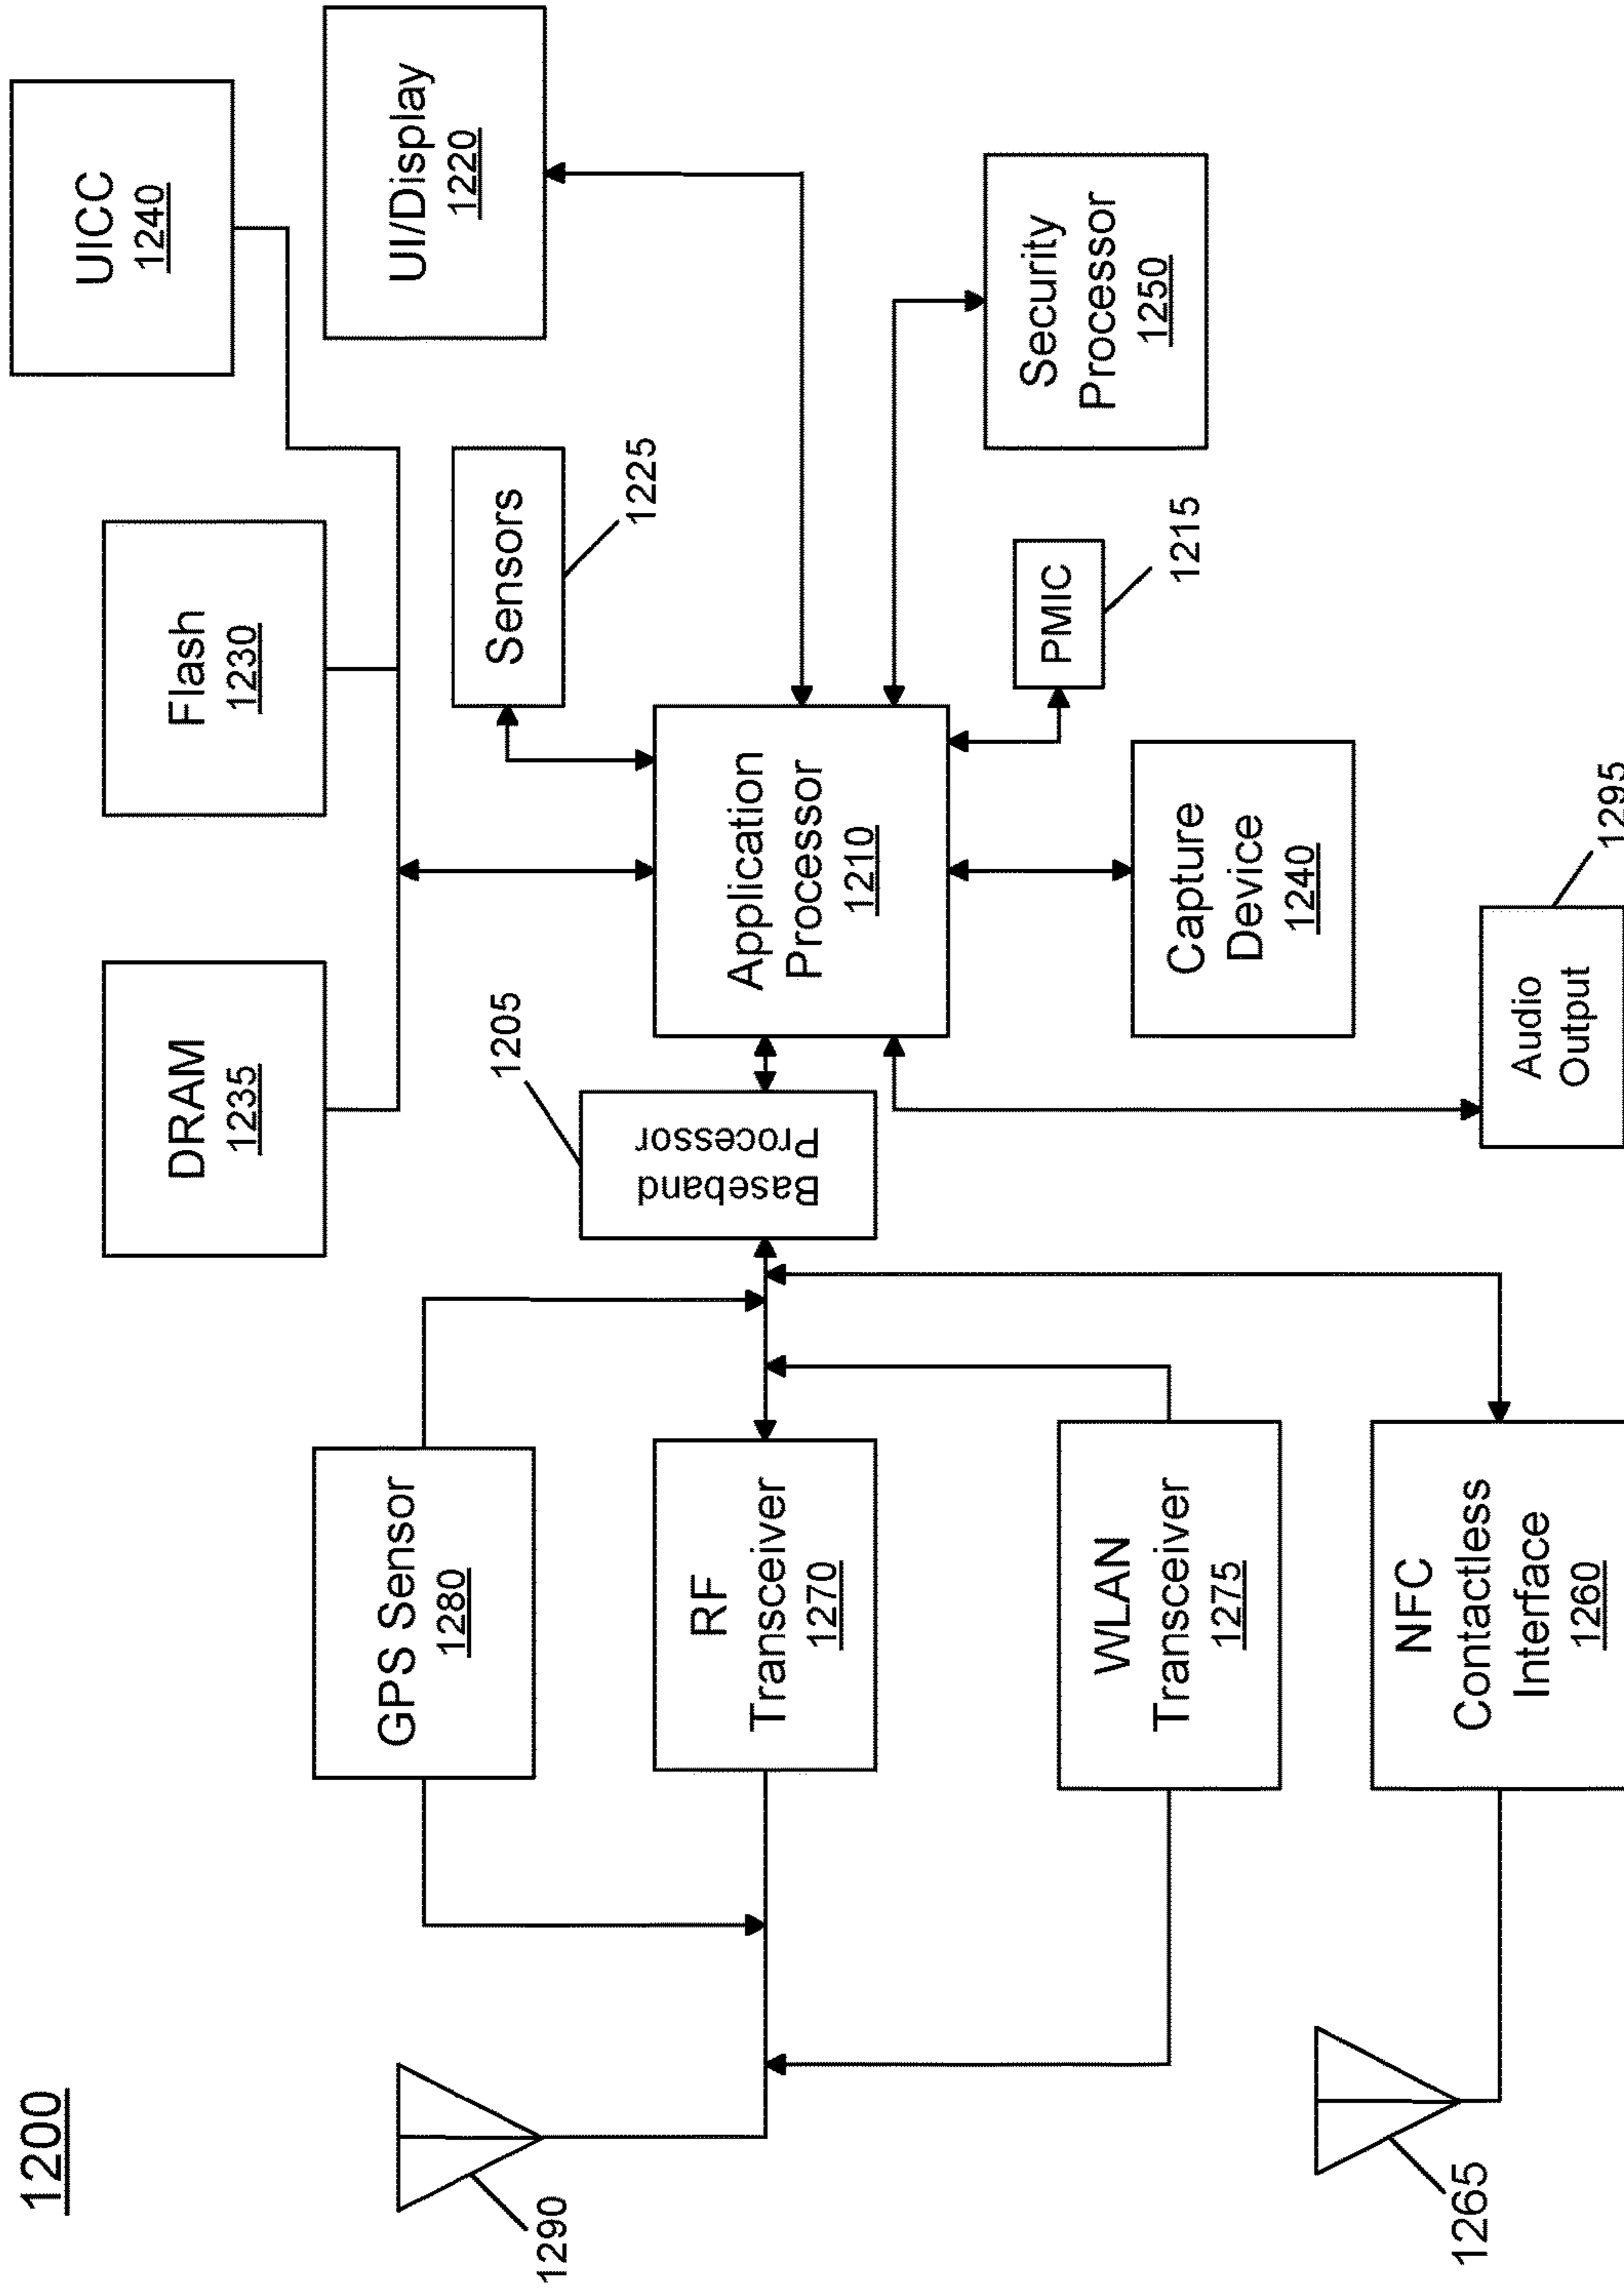 1200
UICC
1240
Flash
1230
DRAM
1235
UI/Display
1220
Sensors
1225
GPS Sensor
1280
1290
1205
Baseband
Processor
Application
Processor
1210
RF
Transceiver
1270
Security
Processor
1250
PMIC
1215
WLAN
Transceiver
1275
Capture
Device
1240
NFC
Contactless
Interface
1260
1265
Audio
Output
1295